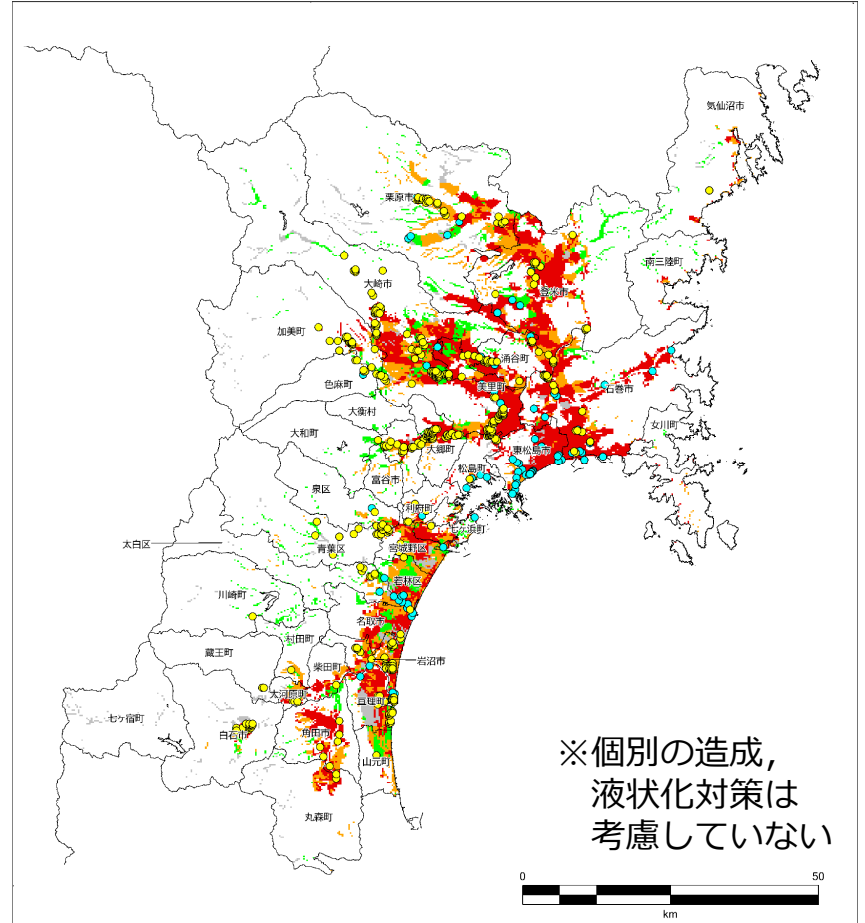 気仙沼市
栗原市
南三陸町
大崎市
登米市
加美町
涌谷町
色麻町
美里町
石巻市
大衡村
女川町
大和町
大郷町
東松島市
松島町
富谷市
泉区
利府町
七ヶ浜町
太白区
青葉区
宮城野区
若林区
川崎町
名取市
村田町
蔵王町
柴田町
岩沼市
大河原町
亘理町
七ヶ宿町
白石市
角田市
山元町
丸森町
※個別の造成，
液状化対策は
考慮していない
0
50
km